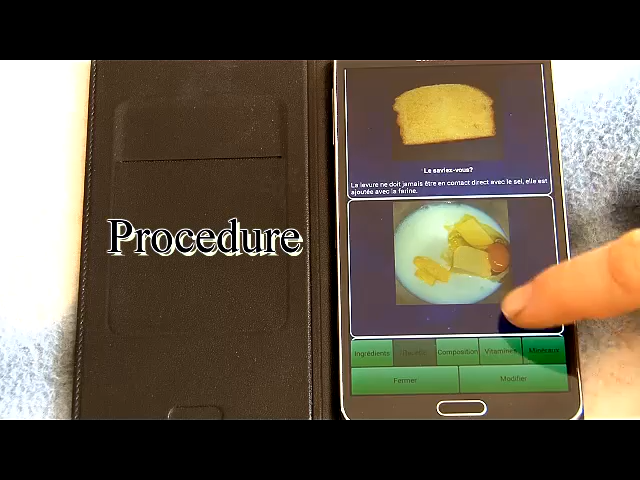 Procedure
Le saviez-vous?
La levure ne doit jamais être en contact direct avec le sel, elle est
ajoutée avec la farine.
Ingrédients Composition Vitamines Minéraux
Fermer Modifier